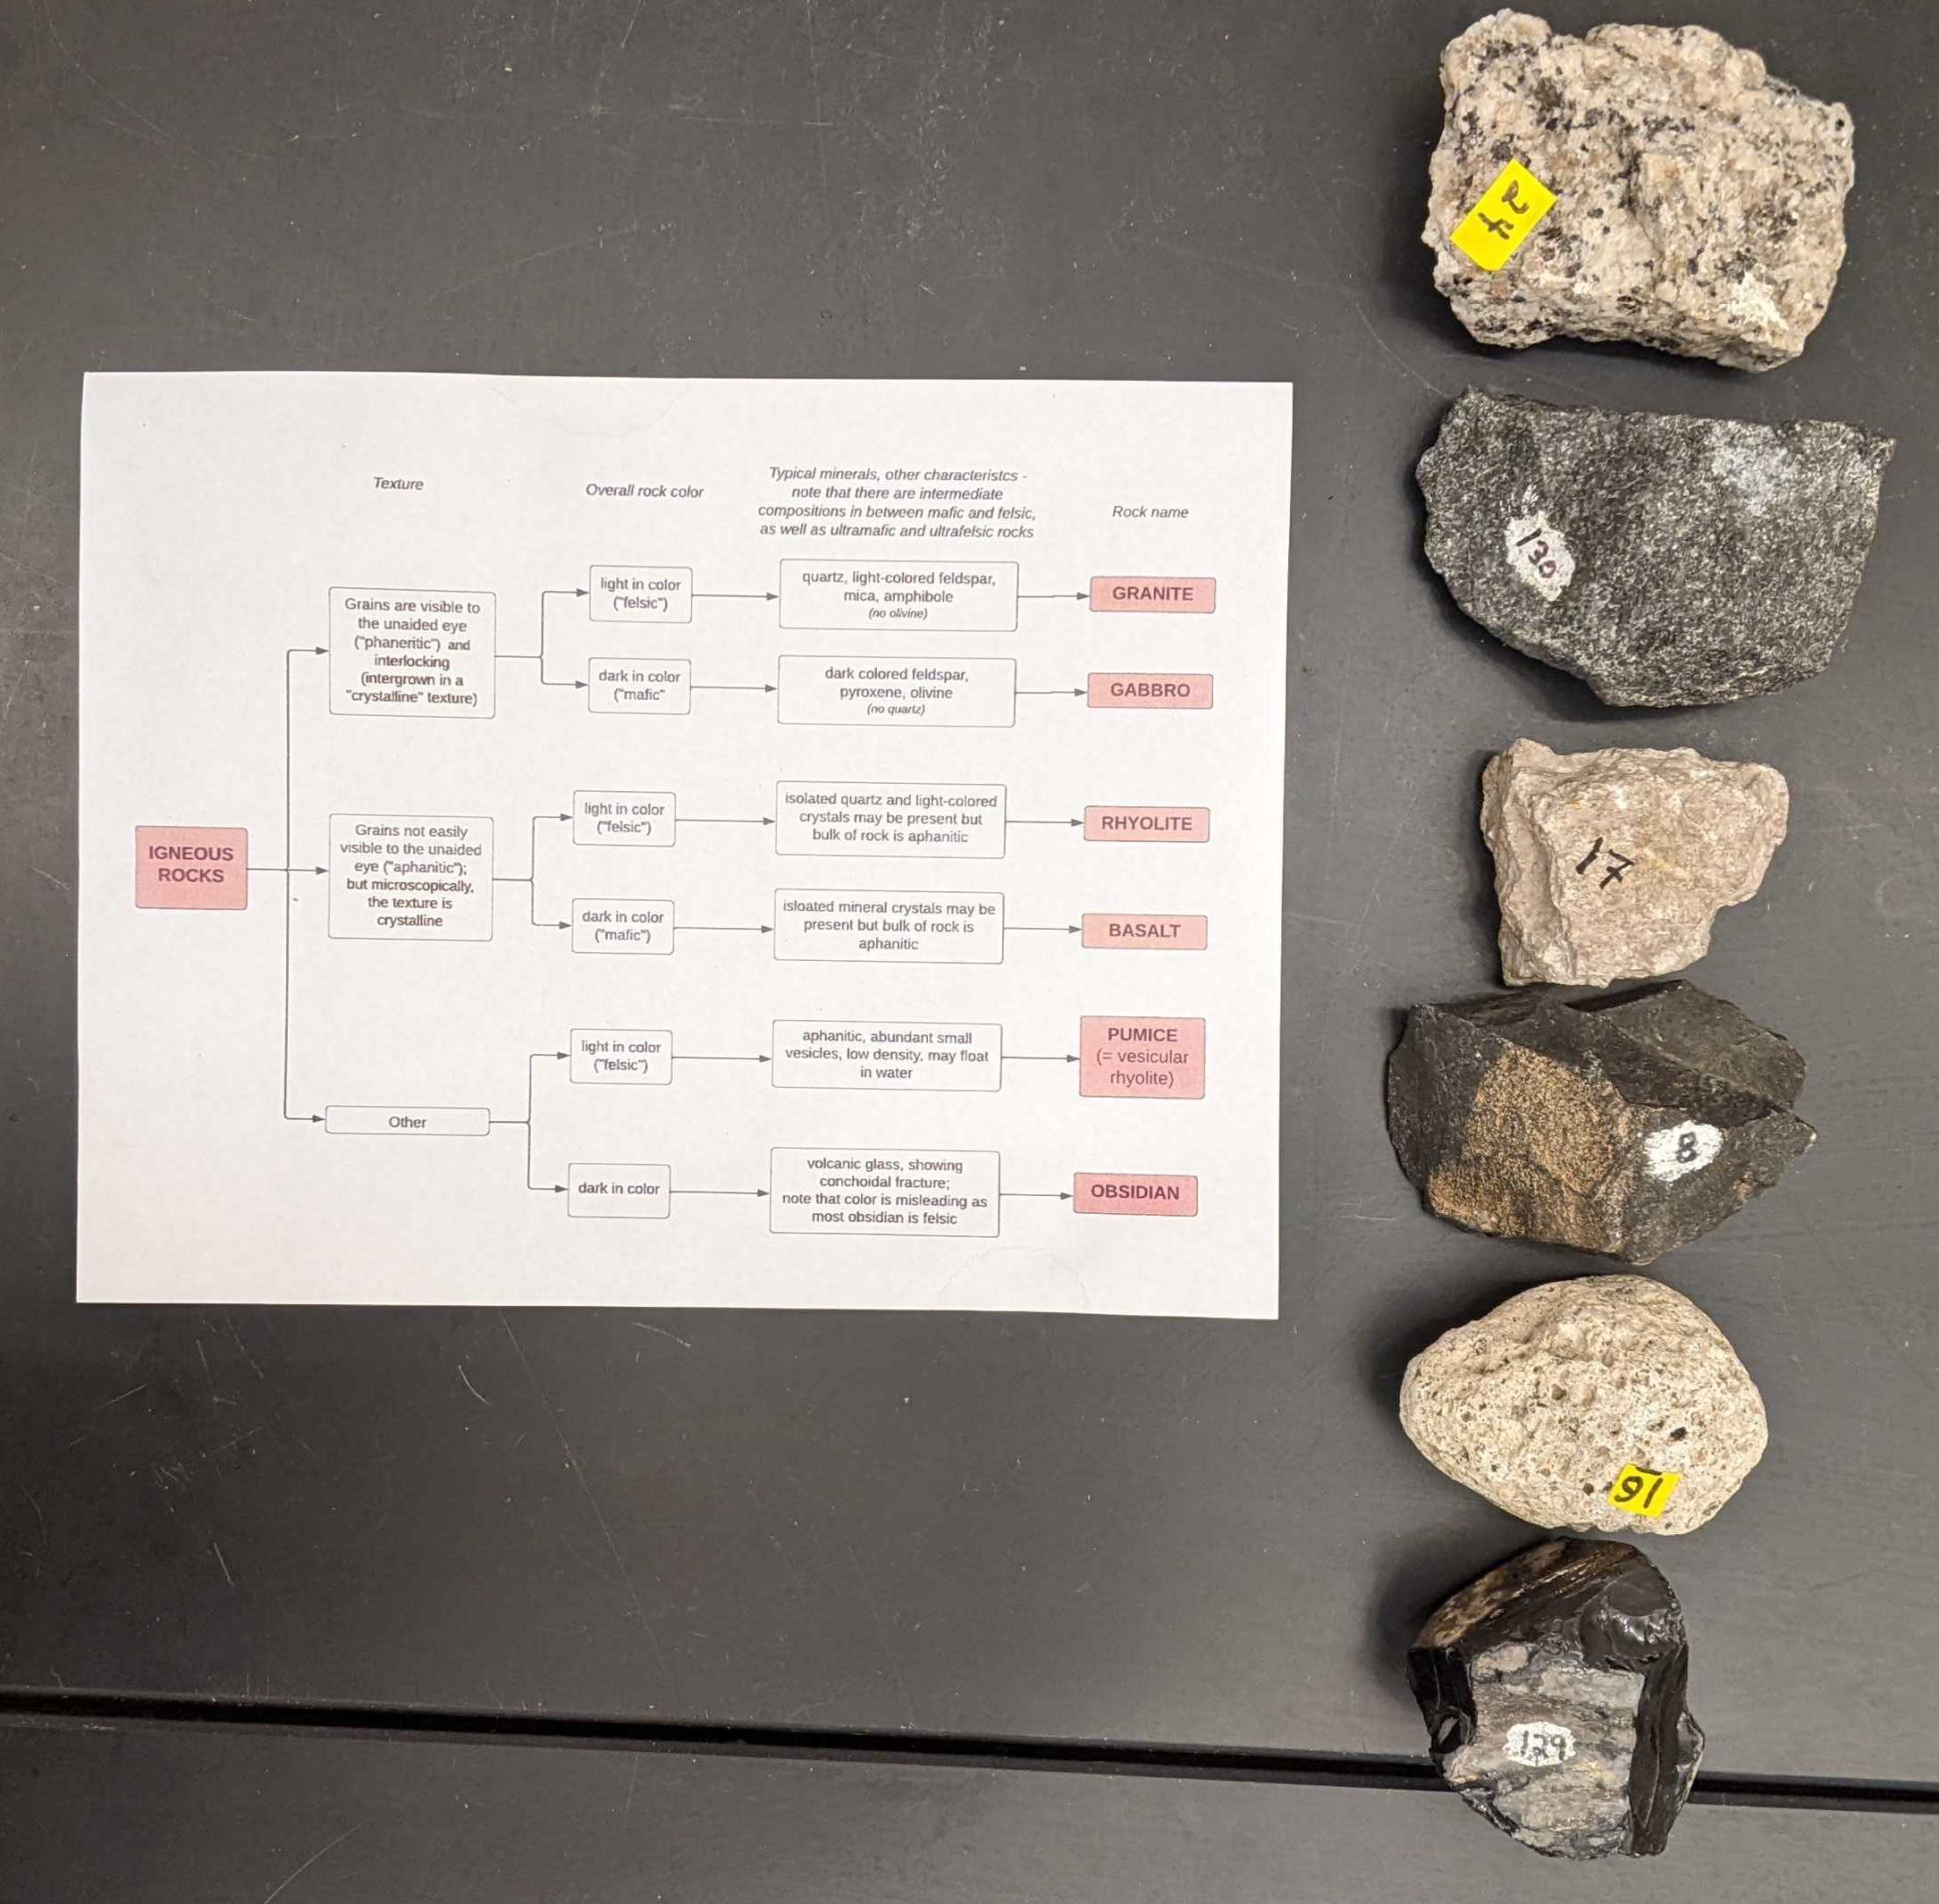 Texture
Overall rock color
Typical minerals, other characteristcs -
note that there are intermediate
compositions in between mafic and felsic,
as well as ultramafic and ultrafelsic rocks
Rock name
IGNEOUS
ROCKS
Grains are visible to
the unaided eye
("phaneritic") and
interlocking
(intergrown in a
"crystalline" texture)
light in color
("felsic")
quartz, light-colored feldspar,
mica, amphibole
(no olivine)
GRANITE
dark in color
("mafic"
dark colored feldspar,
pyroxene, olivine
(no quartz)
GABBRO
Grains not easily
visible to the unaided
eye ("aphanitic");
but microscopically,
the texture is
crystalline
light in color
("felsic")
isolated quartz and light-colored
crystals may be present but
bulk of rock is aphanitic
RHYOLITE
dark in color
("mafic")
isloated mineral crystals may be
present but bulk of rock is
aphanitic
BASALT
Other
light in color
("felsic")
aphanitic, abundant small
vesicles, low density, may float
in water
PUMICE
(= vesicular
rhyolite)
dark in color
volcanic glass, showing
conchoidal fracture;
note that color is misleading as
most obsidian is felsic
OBSIDIAN
130
17
8
16
129